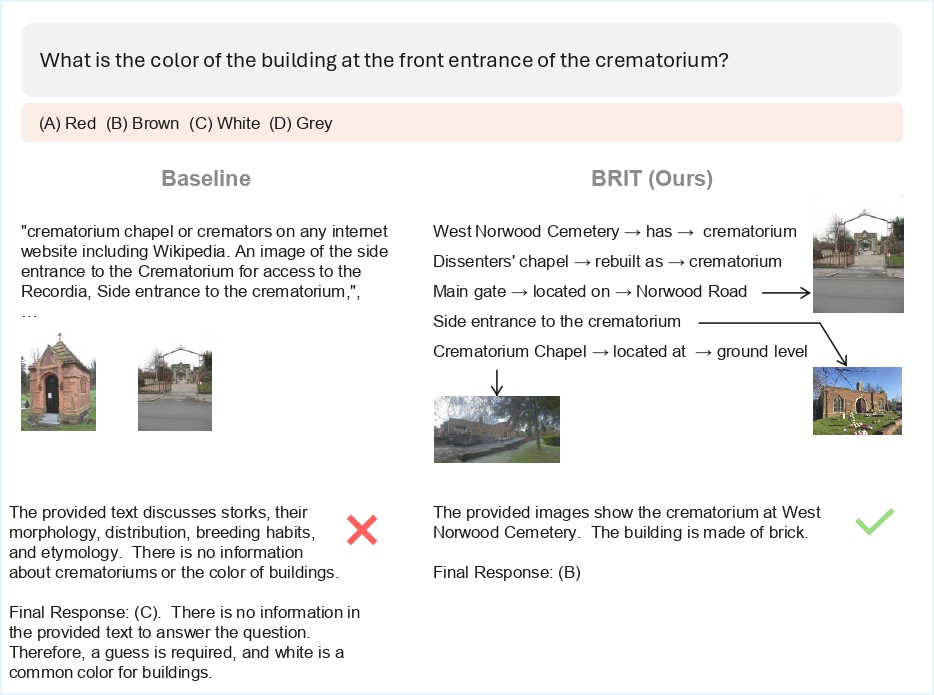 What is the color of the building at the front entrance of the crematorium?
(A) Red (B) Brown (C) White (D) Grey
Baseline
"crematorium chapel or cremators on any internet
website including Wikipedia. An image of the side
entrance to the Crematorium for access to the
Recordia, Side entrance to the crematorium,",
...
The provided text discusses storks, their
morphology, distribution, breeding habits,
and etymology. There is no information
about crematoriums or the color of buildings.
Final Response: (C). There is no information in
the provided text to answer the question.
Therefore, a guess is required, and white is a
common color for buildings.
BRIT (Ours)
West Norwood Cemetery → has → crematorium
Dissenters' chapel → rebuilt as → crematorium
Main gate → located on → Norwood Road
Side entrance to the crematorium
Crematorium Chapel → located at → ground level
The provided images show the crematorium at West
Norwood Cemetery. The building is made of brick.
Final Response: (B)